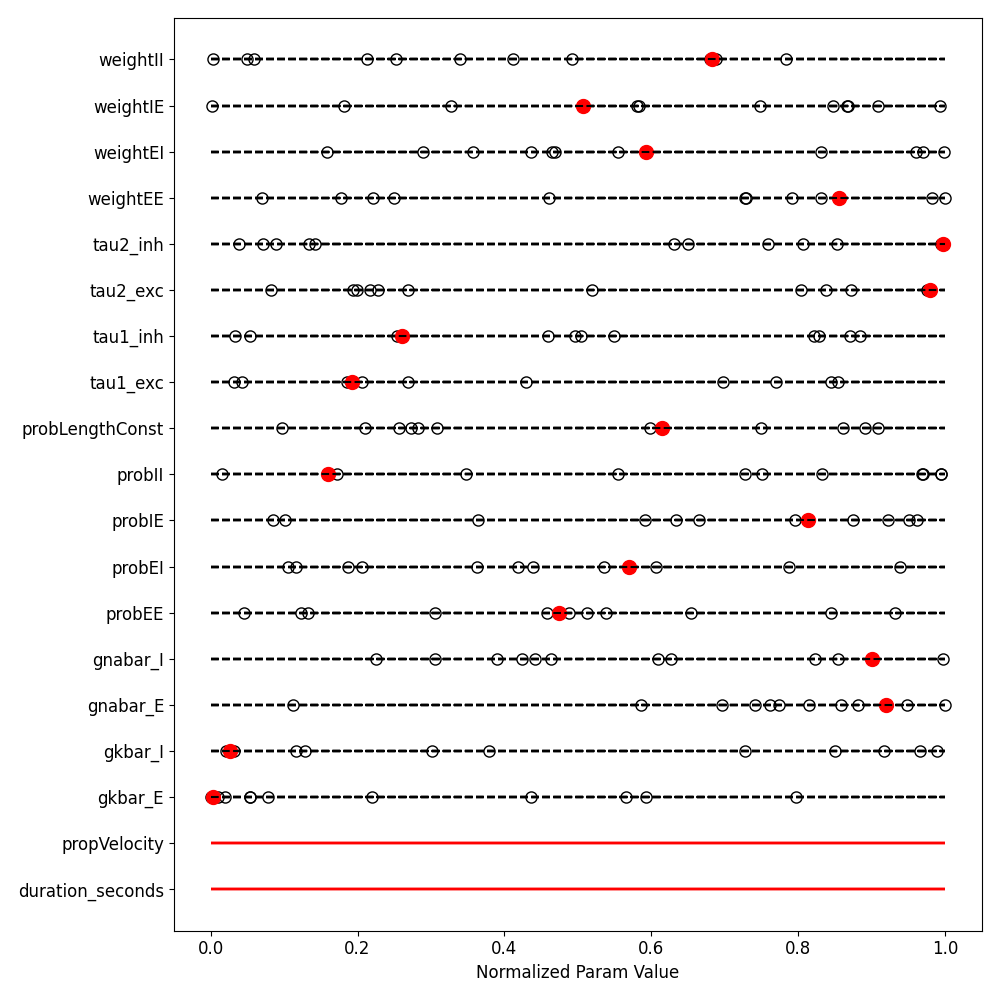 weightII
weightIE
weightEI
weightEE
tau2_inh
tau2_exc
tau1_inh
tau1_exc
probLengthConst
probII
probIE
probEI
probEE
gnabar_I
gnabar_E
gkbar_I
gkbar_E
propVelocity
duration_seconds
0.0 0.2 0.4 0.6 0.8 1.0
Normalized Param Value